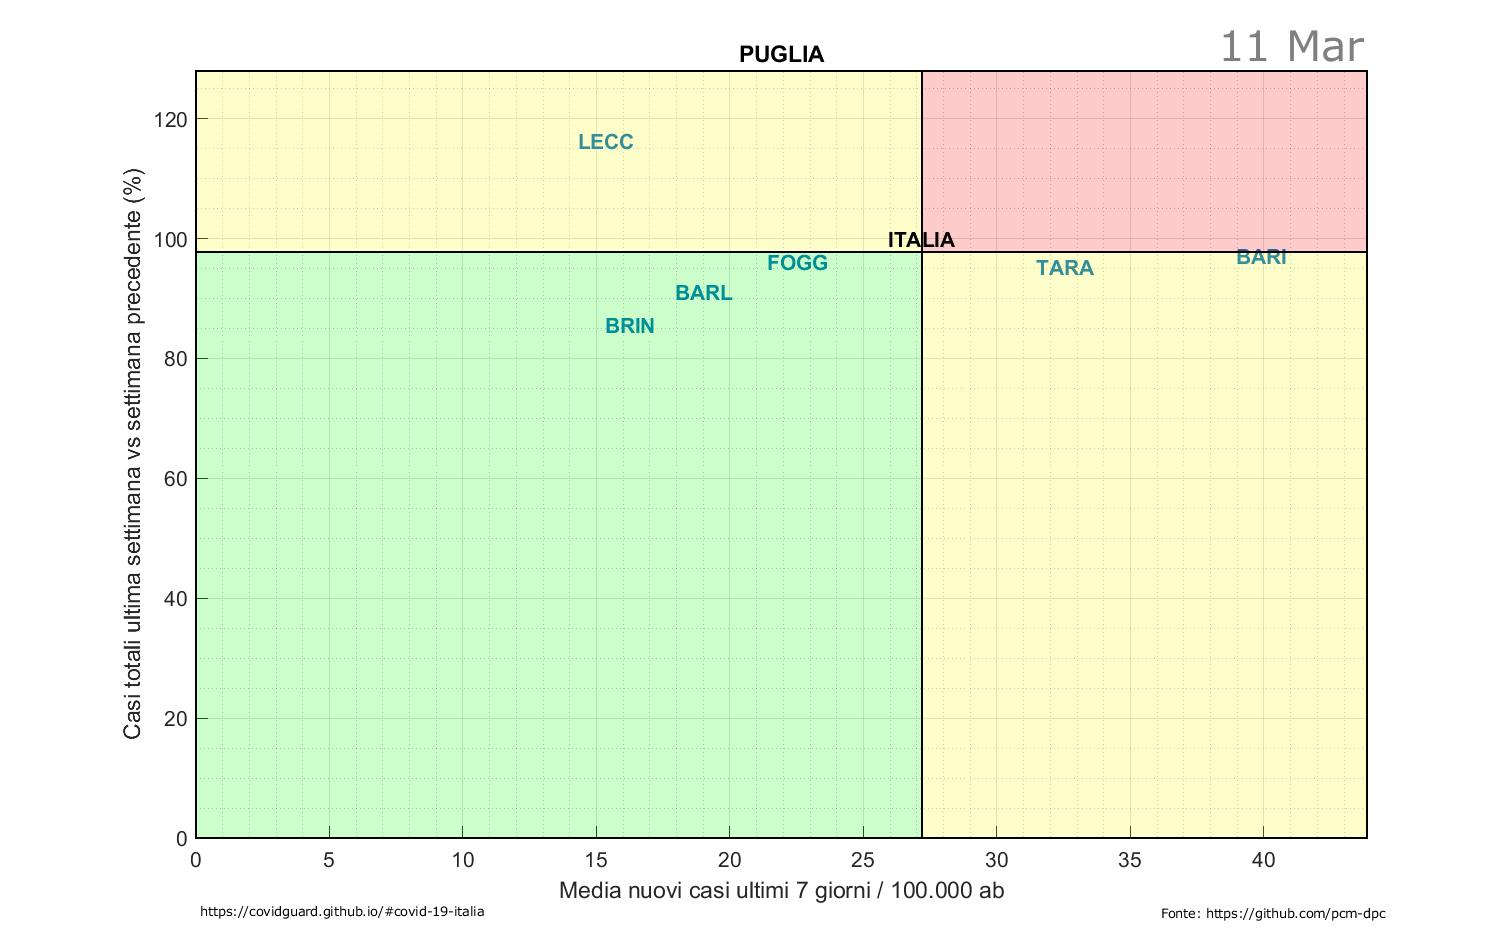 11 Mar
PUGLIA
Casi totali ultima settimana vs settimana precedente (%)
120
100
80
60
40
20
0
LECC
ITALIA
BARI
FOGG
TARA
BARL
BRIN
0 5 10 15 20 25 30 35 40
Media nuovi casi ultimi 7 giorni / 100.000 ab
https://covidguard.github.io/#covid-19-italia
Fonte: https://github.com/pcm-dpc